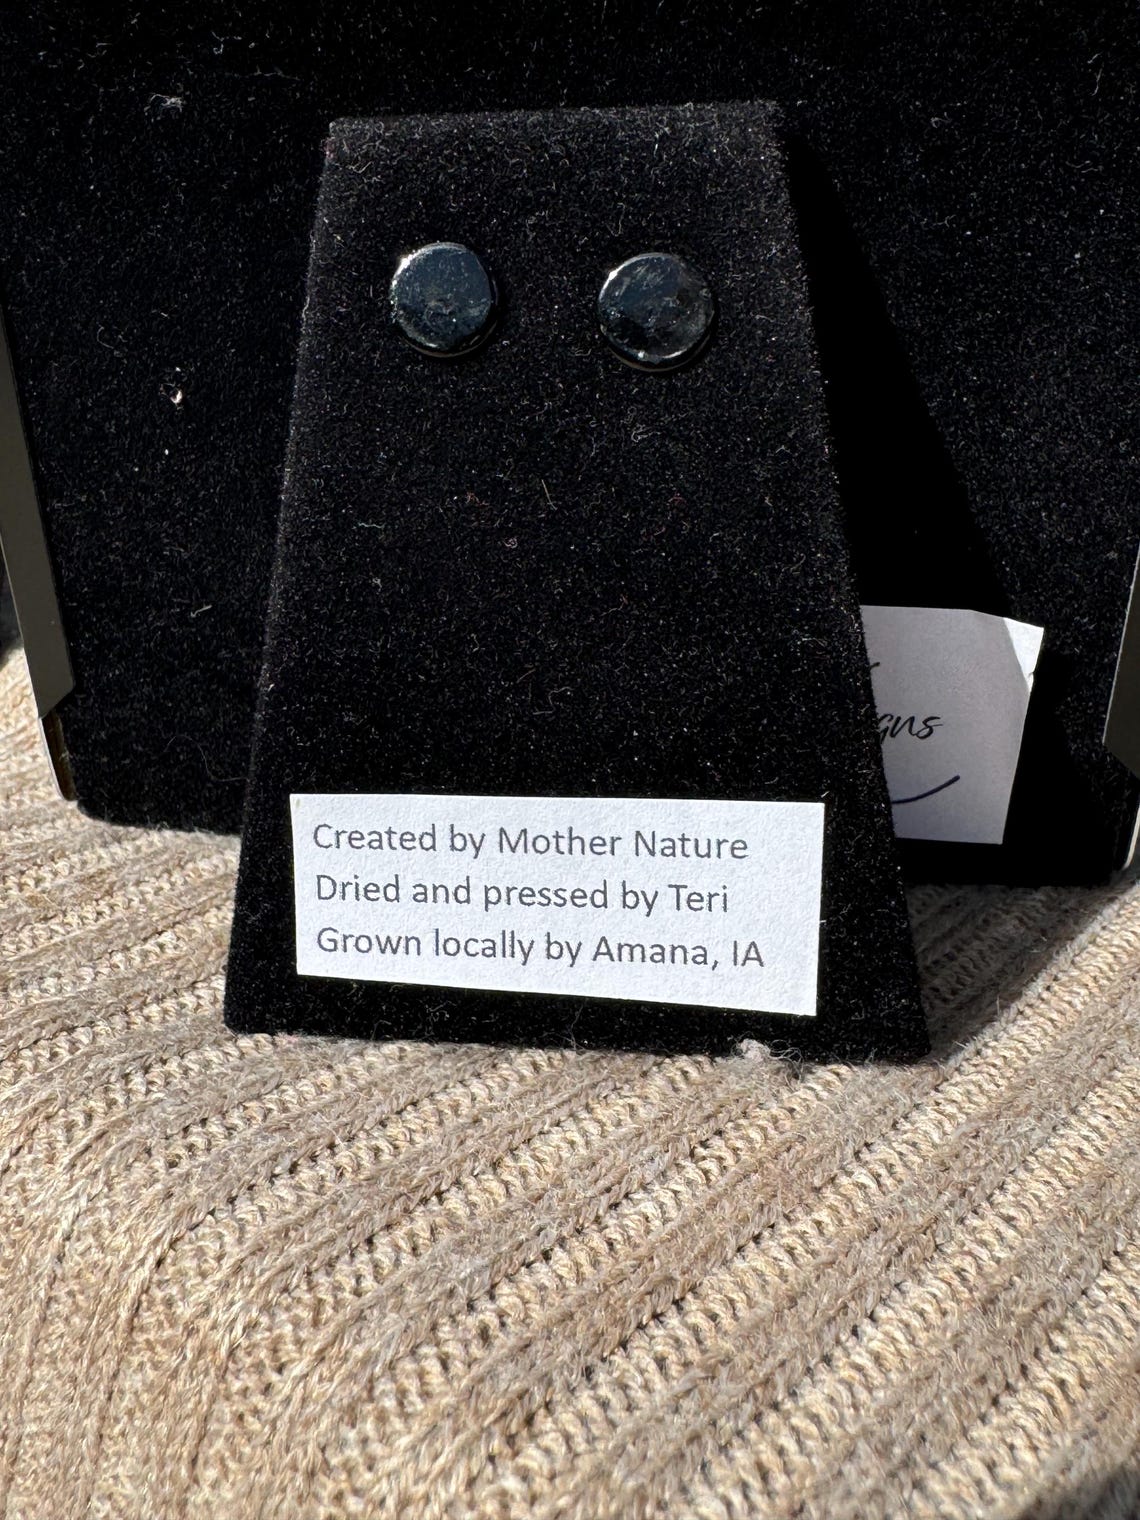 Created by Mother Nature
Dried and pressed by Teri
Grown locally by Amana, IA